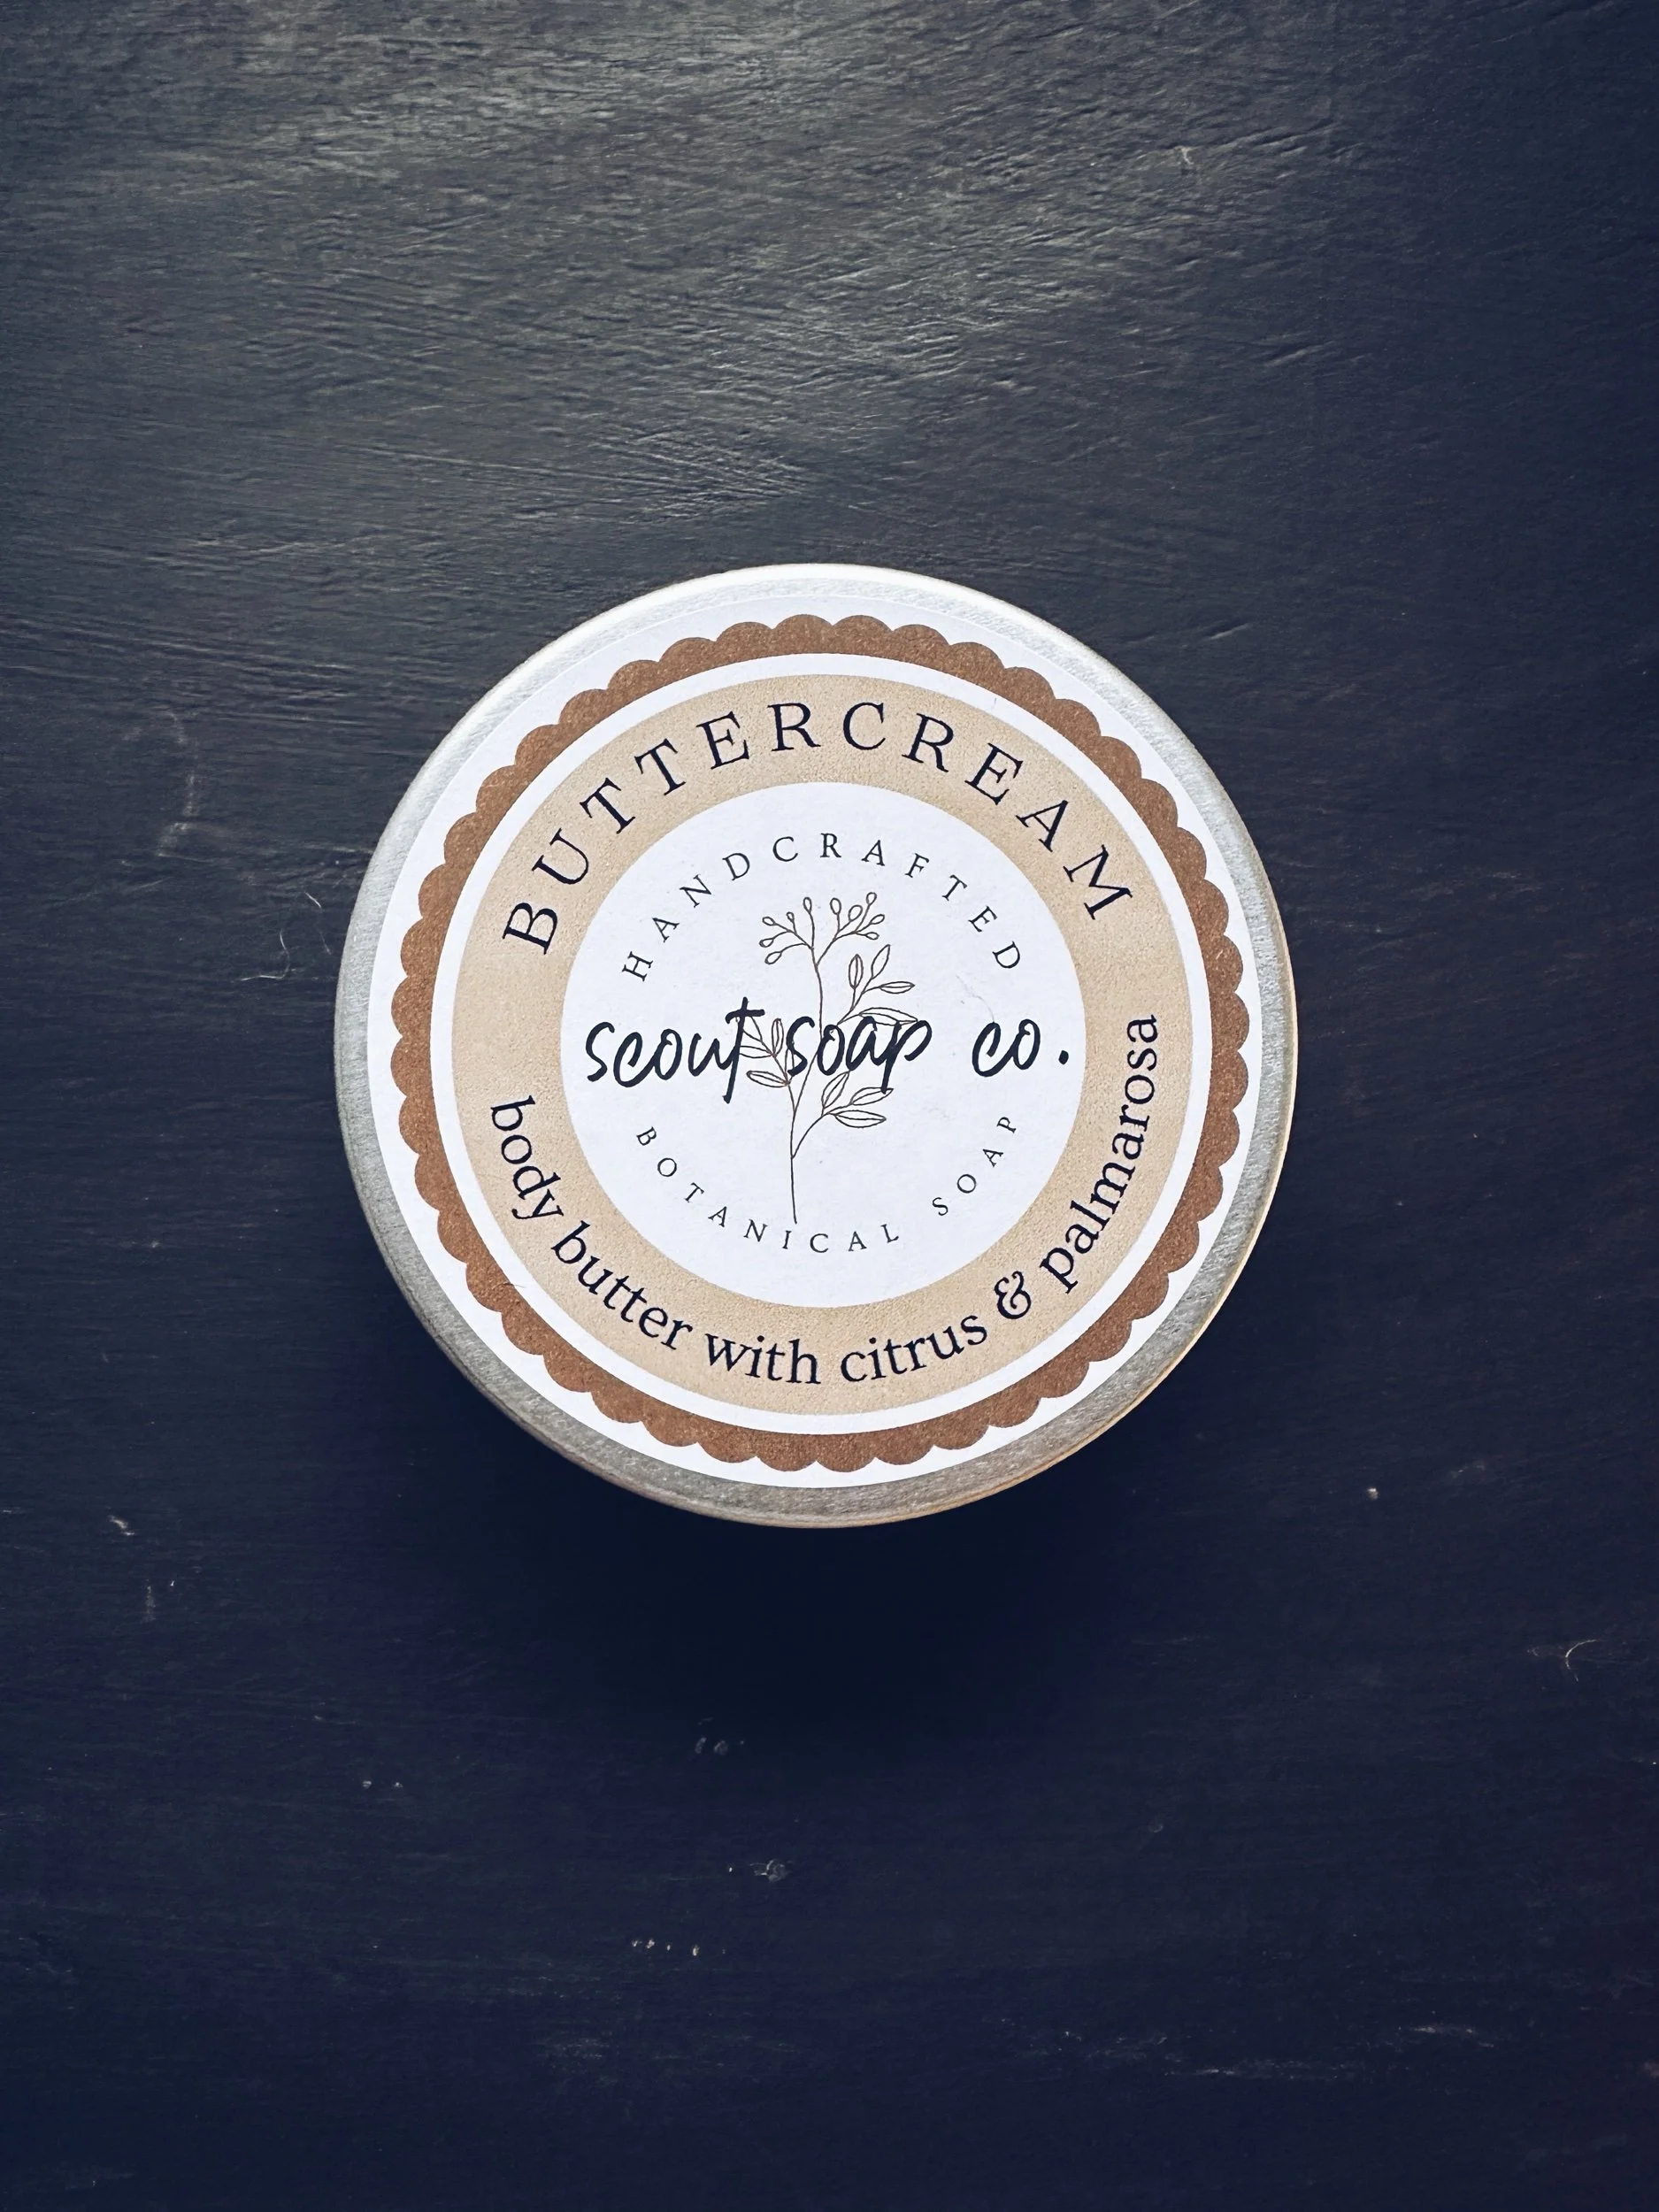 BUTTERCREAM
HANDCRAFTED
scout soap co.
BOTANICAL SOAP
body butter with citrus & palmarosa